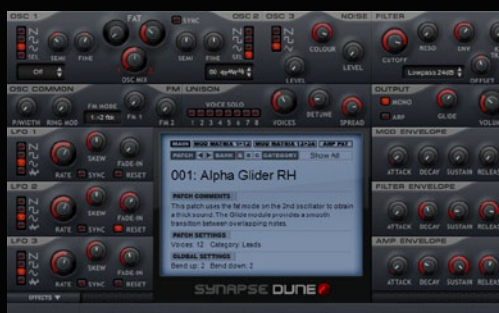 OSC 1 FAT SYNC OSC 2 OSC 3 NOISE FILTER
SEL SEMI FINE SEMI FINE SEL SEL COLOUR RESO ENV
OSC MIX LEVEL LEVEL CUTOFF
Off Lowpass 24dB OFFSET
OSC COMMON FM UNISON OUTPUT
FM MODE VOICE SOLO MONO
1->2 fbk ARP
P/WIDTH RING MOD FM 1 FM 2 1 2 3 4 5 6 7 8 VOICES DETUNE SPREAD GLIDE VOLUM
LFO 1 MOD ENVELOPE
MAIN MOD MATRIX 1-12 MOD MATRIX 12-24 ARP PAT
PATCH BANK A B C D CATEGORY Show All
SKEW FADE-IN
RATE SYNC RESET ATTACK DECAY SUSTAIN RELEAS
001: Alpha Glider RH
LFO 2 FILTER ENVELOPE
PATCH COMMENTS
This patch uses the fat mode on the 2nd oscillator to obtain
a thick sound. The Glide module provides a smooth
transition between overlapping notes.
SKEW FADE-IN
RATE SYNC RESET ATTACK DECAY SUSTAIN RELEAS
PATCH SETTINGS
Voices: 12 Category: Leads
LFO 3 AMP ENVELOPE
GLOBAL SETTINGS
Bend up: 2 Bend down: 2
SKEW FADE-IN
RATE SYNC RESET ATTACK DECAY SUSTAIN RELEAS
SYNAPSE DUNE
EFFECTS ▼